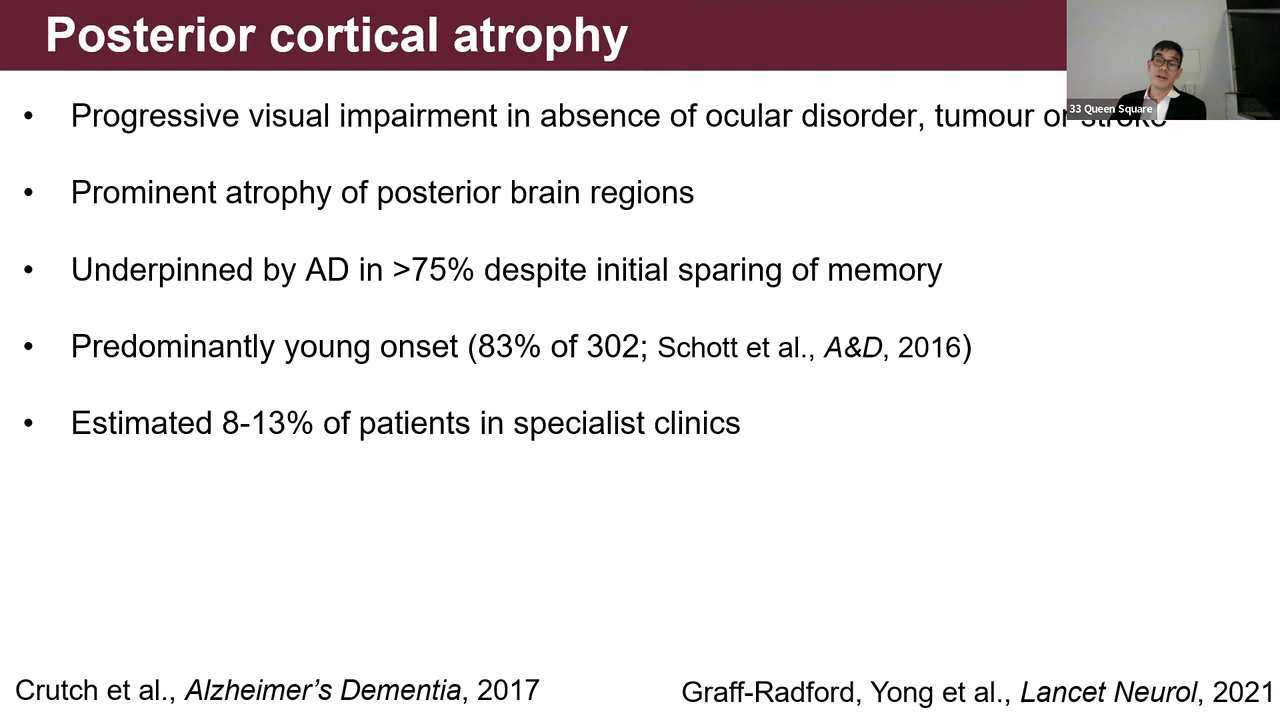 Posterior cortical atrophy
33 Queen Square
• Progressive visual impairment in absence of ocular disorder, tumour or stroke
• Prominent atrophy of posterior brain regions
• Underpinned by AD in >75% despite initial sparing of memory
• Predominantly young onset (83% of 302; Schott et al., A&D, 2016)
• Estimated 8-13% of patients in specialist clinics
Crutch et al., Alzheimer’s Dementia, 2017
Graff-Radford, Yong et al., Lancet Neurol, 2021